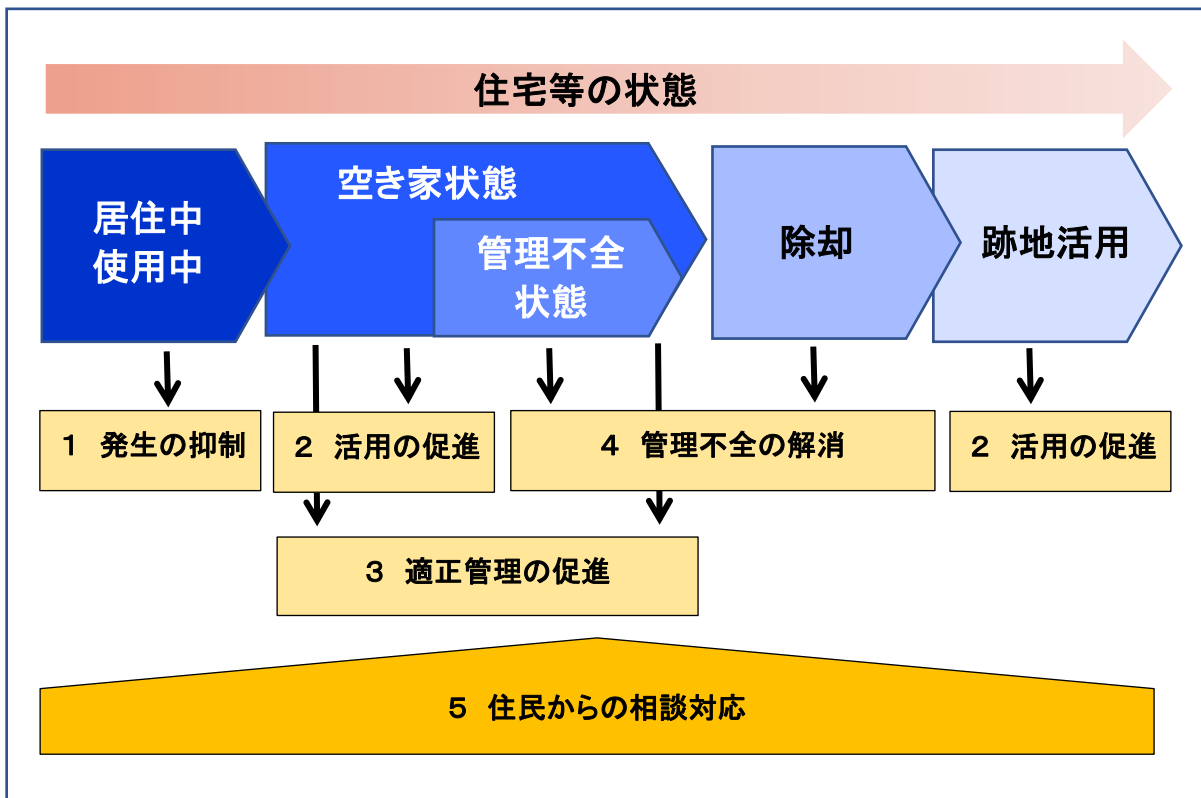 住宅等の状態
居住中
使用中
空き家状態
管理不全
状態
除却
跡地活用
１　発生の抑制
２　活用の促進
４　管理不全の解消
２　活用の促進
３　適正管理の促進
５　住民からの相談対応